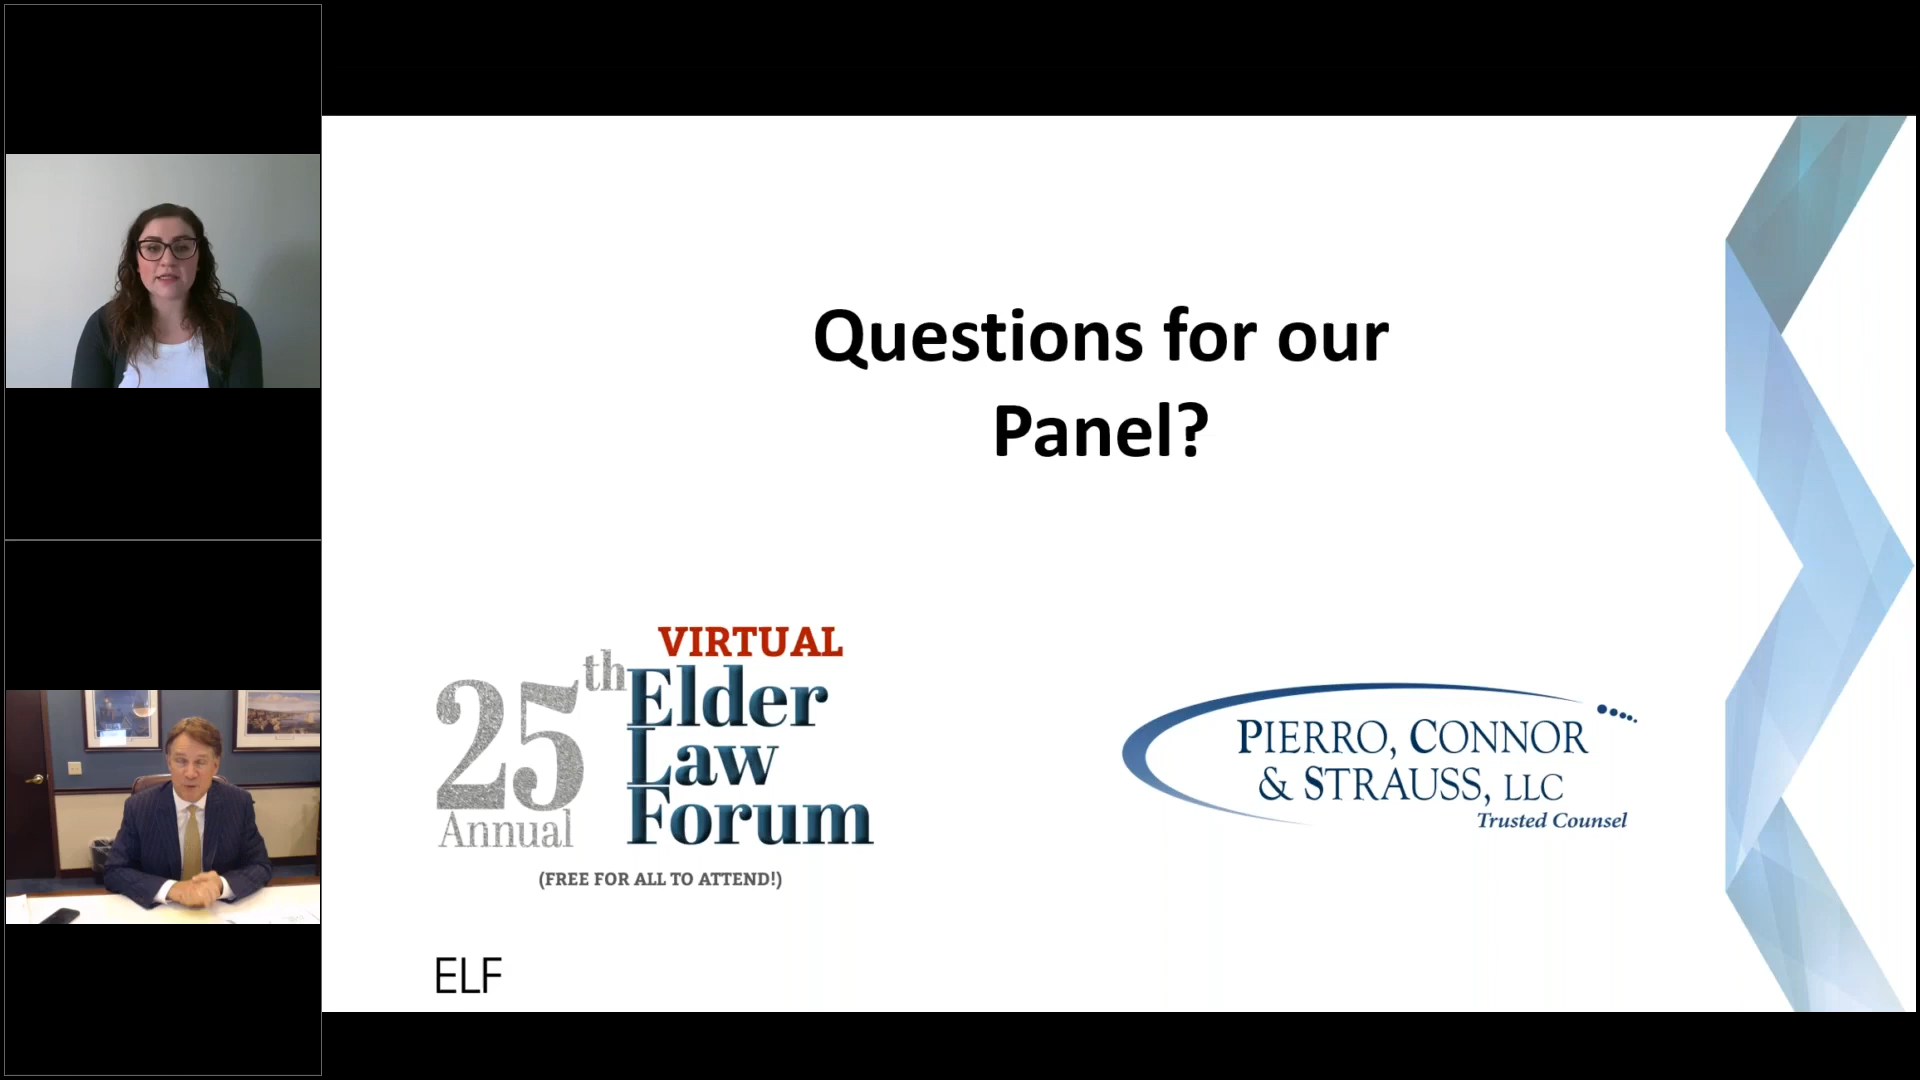 Questions for our
Panel?
VIRTUAL
25th Elder
Law
Forum
Annual
(FREE FOR ALL TO ATTEND!)
PIERRO, CONNOR
& STRAUSS, LLC
Trusted Counsel
ELF